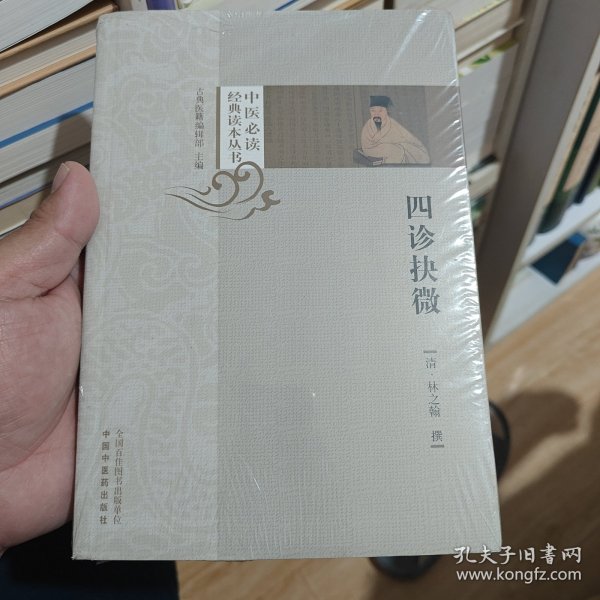 中医必读
经典读本丛书
古典医籍编辑部 主编
四诊抉微
【清·林之翰 撰】
全国百佳图书出版单位
中国中医药出版社
孔夫子旧书网
www.kongfz.com